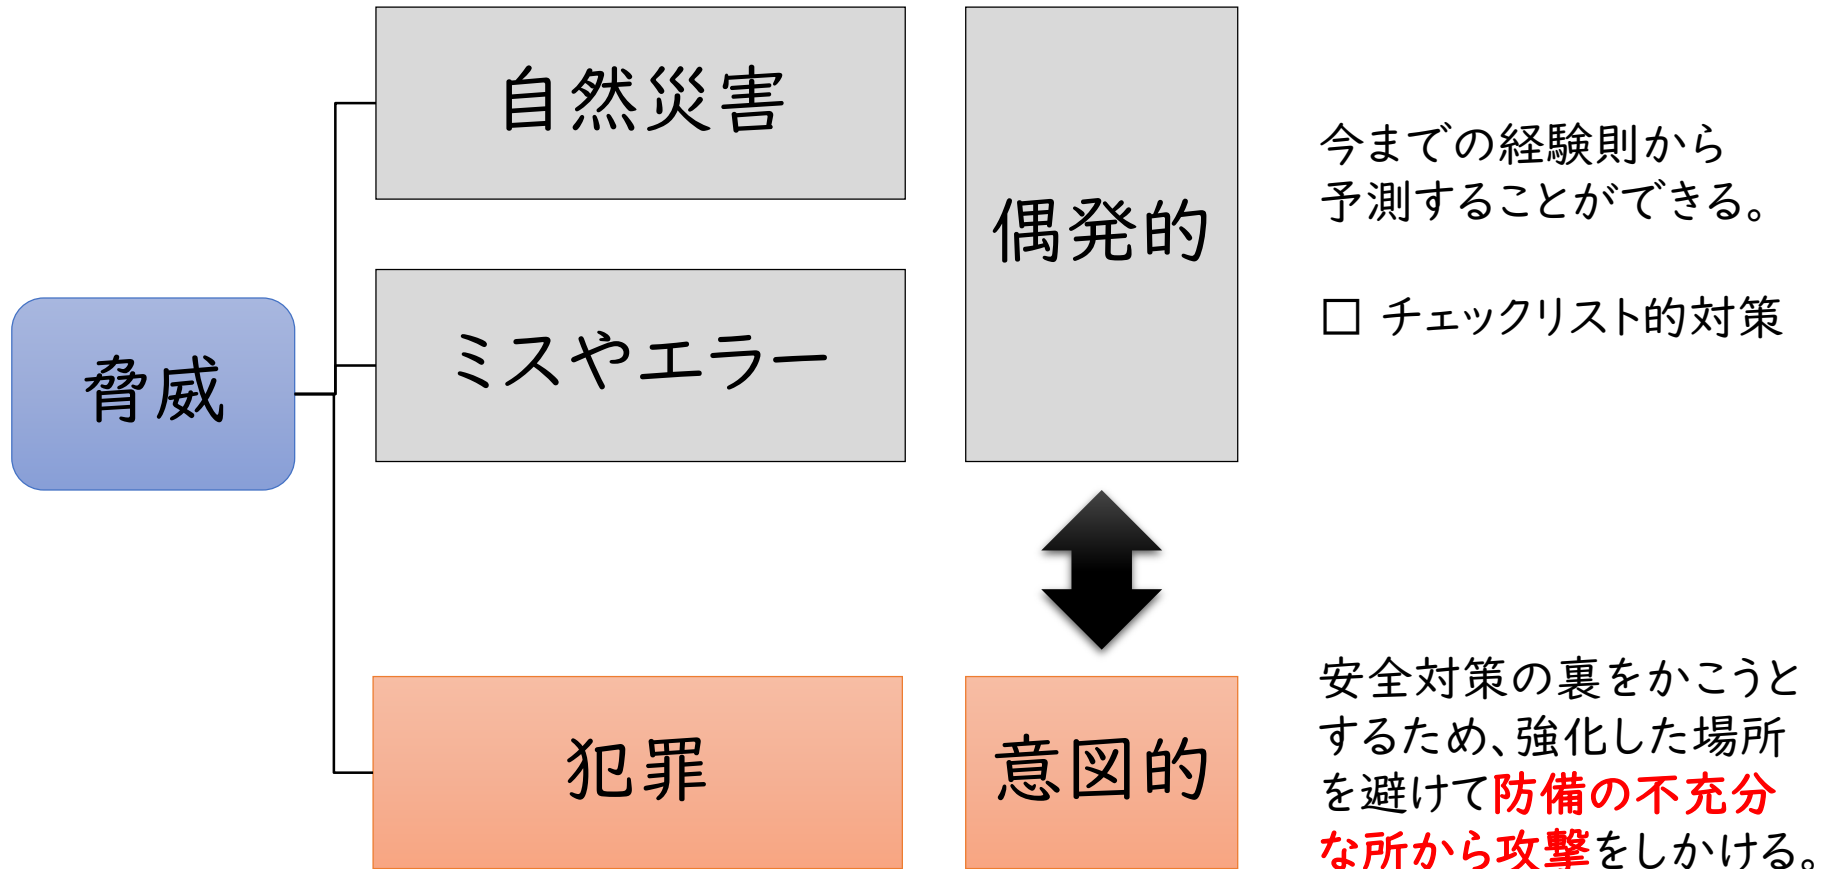 自然災害
偶発的
今までの経験則から
予測することができる。
□ チェックリスト的対策
脅威
ミスやエラー
犯罪
意図的
安全対策の裏をかこうと
するため、強化した場所
を避けて防備の不充分
な所から攻撃をしかける。